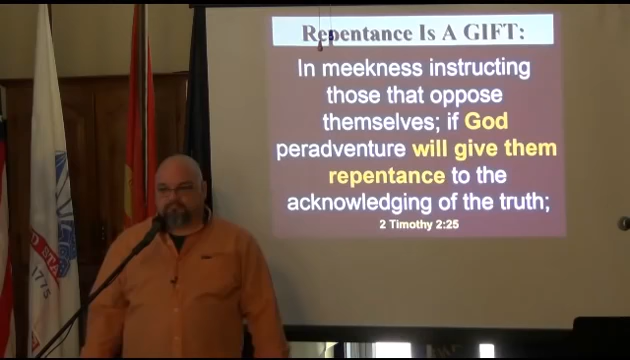 Repentance Is A GIFT:
In meekness instructing
those that oppose
themselves; if God
peradventure will give them
repentance to the
acknowledging of the truth;
2 Timothy 2:25
1775